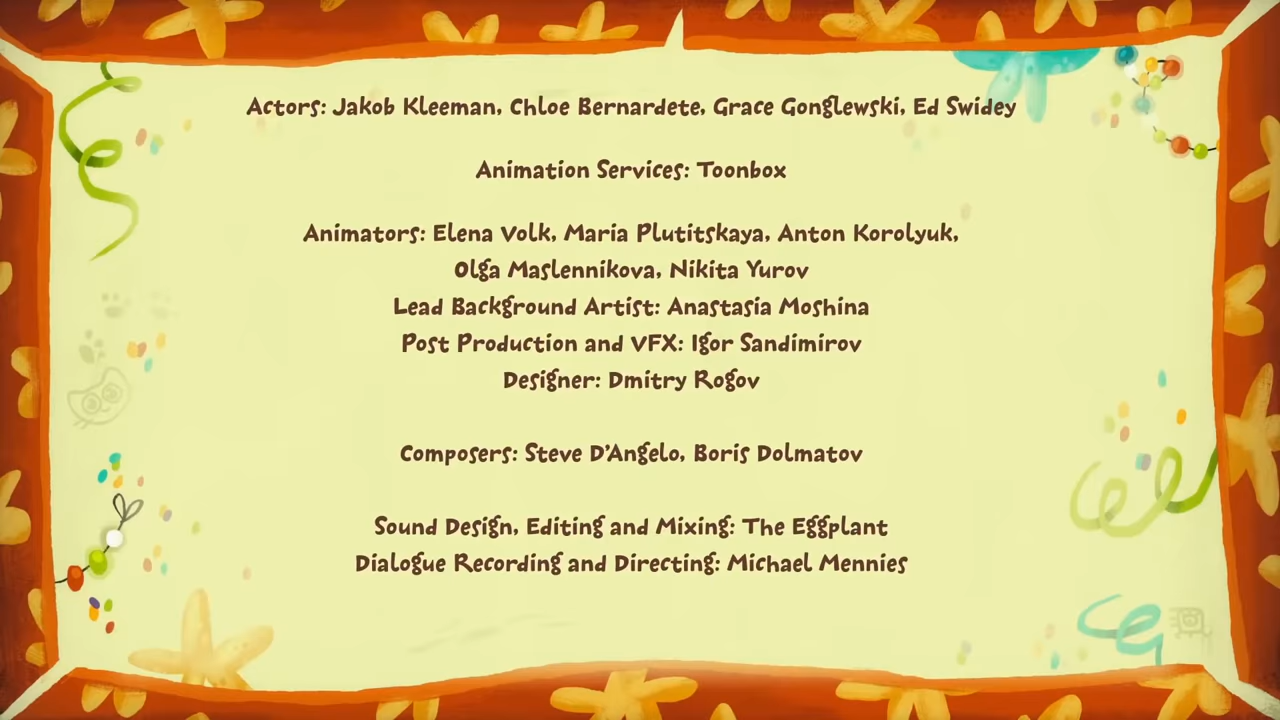 Actors: Jakob Kleeman, Chloe Bernardete, Grace Gonglewski, Ed Swidey
Animation Services: Toonbox
Animators: Elena Volk, Maria Plutitskaya, Anton Korolyuk,
Olga Maslennikova, Nikita Yurov
Lead Background Artist: Anastasia Moshina
Post Production and VFX: Igor Sandimirov
Designer: Dmitry Rogov
Composers: Steve D'Angelo, Boris Dolmatov
Sound Design, Editing and Mixing: The Eggplant
Dialogue Recording and Directing: Michael Mennies